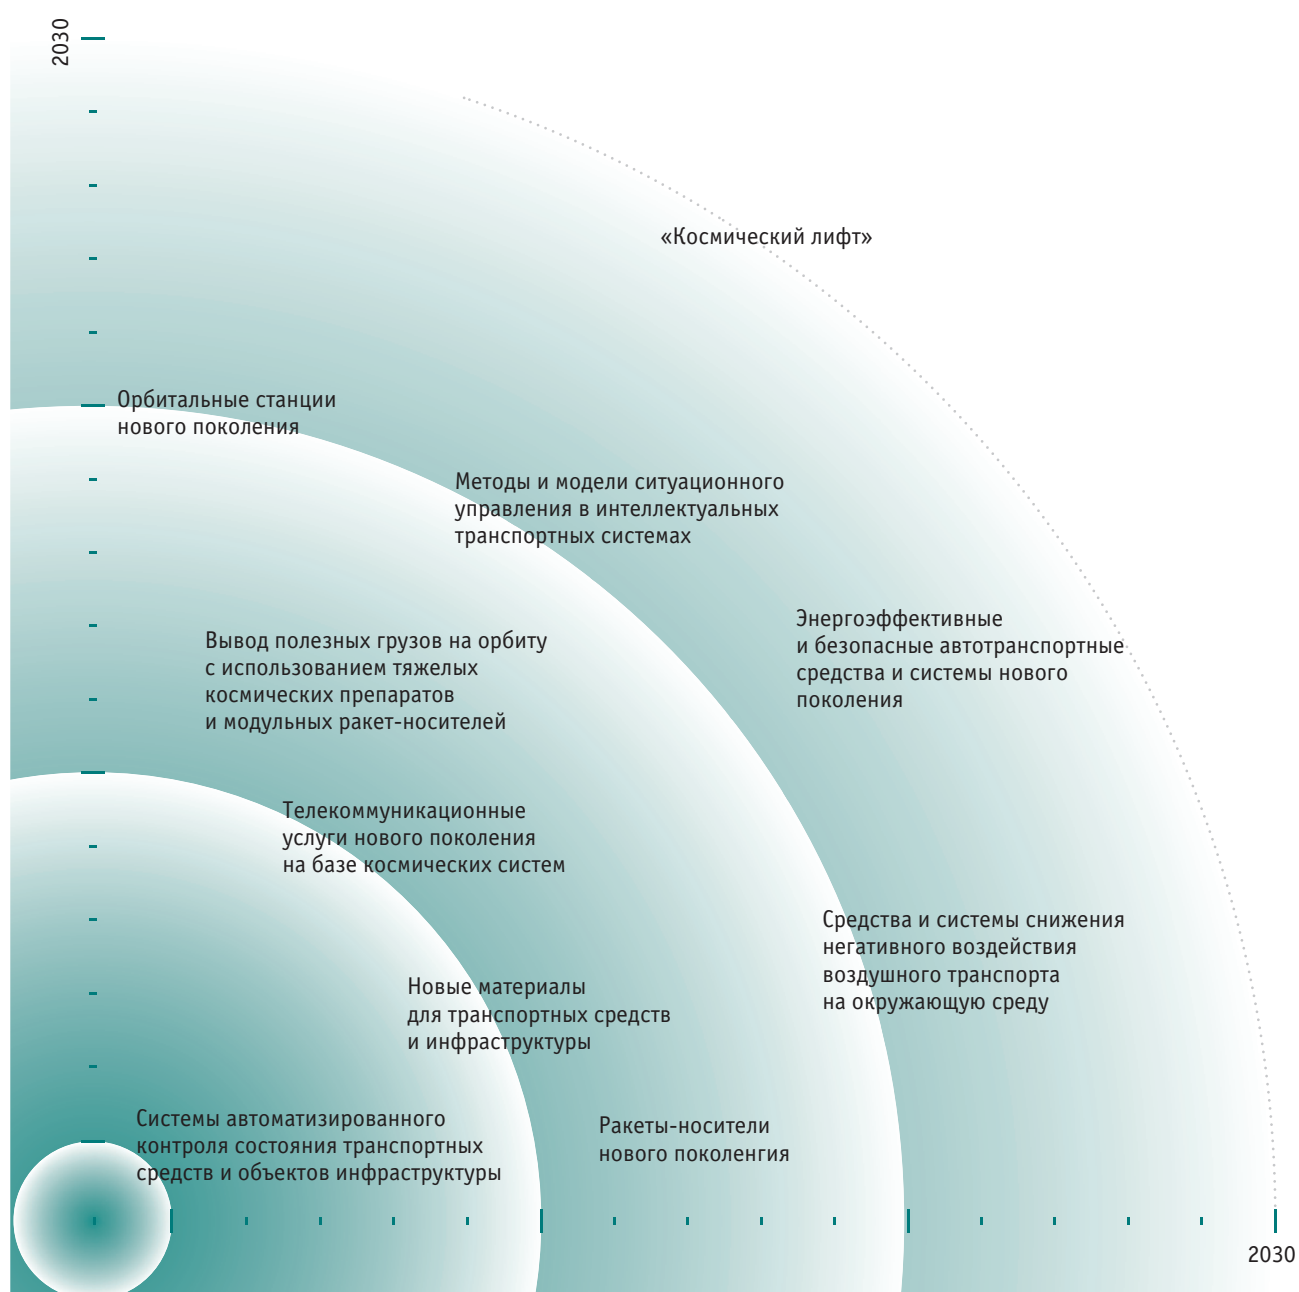 2030
«Космический лифт»
Орбитальные станции
нового поколения
Методы и модели ситуационного
управления в интеллектуальных
транспортных системах
Энергоэффективные
и безопасные автотранспортные
средства и системы нового
поколения
Вывод полезных грузов на орбиту
с использованием тяжелых
космических препаратов
и модульных ракет-носителей
Телекоммуникационные
услуги нового поколения
на базе космических систем
Средства и системы снижения
негативного воздействия
воздушного транспорта
на окружающую среду
Новые материалы
для транспортных средств
и инфраструктуры
Системы автоматизированного
контроля состояния транспортных
средств и объектов инфраструктуры
Ракеты-носители
нового поколенгия
2030